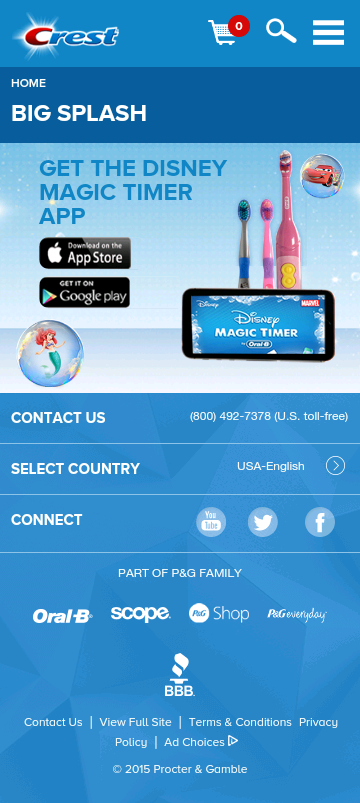 Crest
0
HOME
BIG SPLASH
GET THE DISNEY
MAGIC TIMER
APP
Download on the
App Store
GET IT ON
Google play
Disney
MARVEL
Disney
MAGIC TIMER
by Oral-B
CONTACT US
(800) 492-7378 (U.S. toll-free)
SELECT COUNTRY
USA-English
CONNECT
You
Tube
PART OF P&G FAMILY
Oral-B
scope
P&G Shop
P&G everyday
BBB.
Contact Us | View Full Site | Terms & Conditions Privacy
Policy | Ad Choices
© 2015 Procter & Gamble